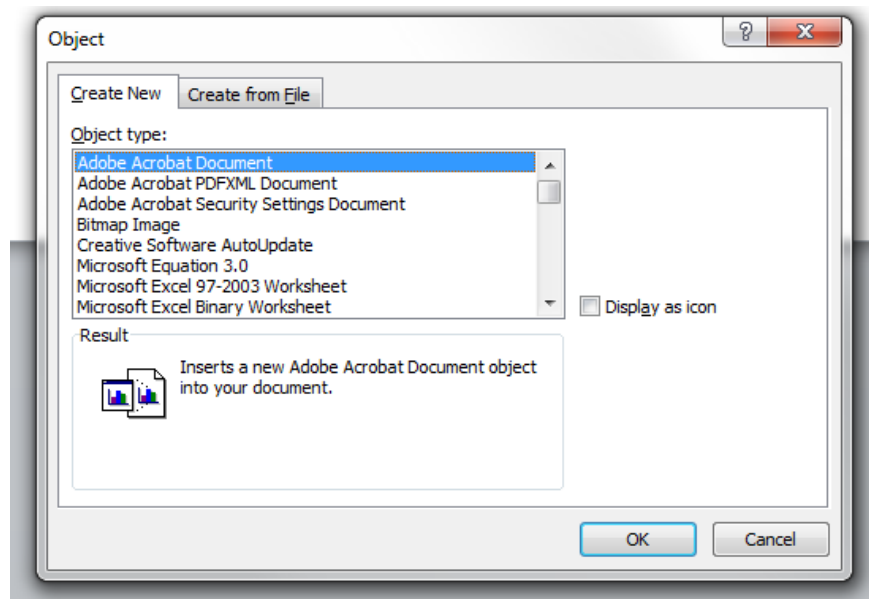 Object
?
Create New
Create from File
Object type:
Adobe Acrobat Document
Adobe Acrobat PDFXML Document
Adobe Acrobat Security Settings Document
Bitmap Image
Creative Software AutoUpdate
Microsoft Equation 3.0
Microsoft Excel 97-2003 Worksheet
Microsoft Excel Binary Worksheet
Display as icon
Result
Inserts a new Adobe Acrobat Document object
into your document.
OK
Cancel